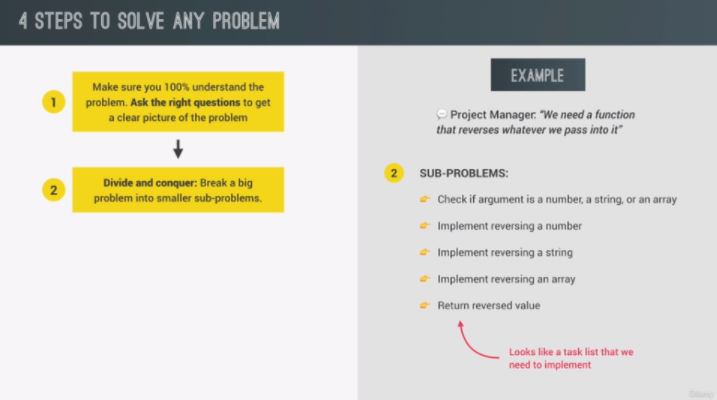 4 STEPS TO SOLVE ANY PROBLEM
1
Make sure you 100% understand the
problem. Ask the right questions to get
a clear picture of the problem
2
Divide and conquer: Break a big
problem into smaller sub-problems.
EXAMPLE
Project Manager: “We need a function
that reverses whatever we pass into it”
2 SUB-PROBLEMS:
Check if argument is a number, a string, or an array
Implement reversing a number
Implement reversing a string
Implement reversing an array
Return reversed value
Looks like a task list that we
need to implement
Udemy